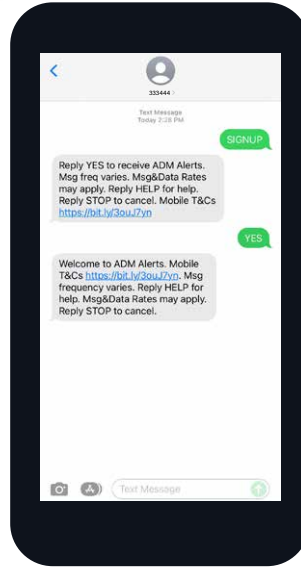 333444
Text Message
Today 2:28 PM
SIGNUP
Reply YES to receive ADM Alerts.
Msg freq varies. Msg&Data Rates
may apply. Reply HELP for help.
Reply STOP to cancel. Mobile T&Cs
https://bit.ly/3ouJ7yn
YES
Welcome to ADM Alerts. Mobile
T&Cs https://bit.ly/3ouJ7yn. Msg
frequency varies. Reply HELP for
help. Msg&Data Rates may apply.
Reply STOP to cancel.
Text Message